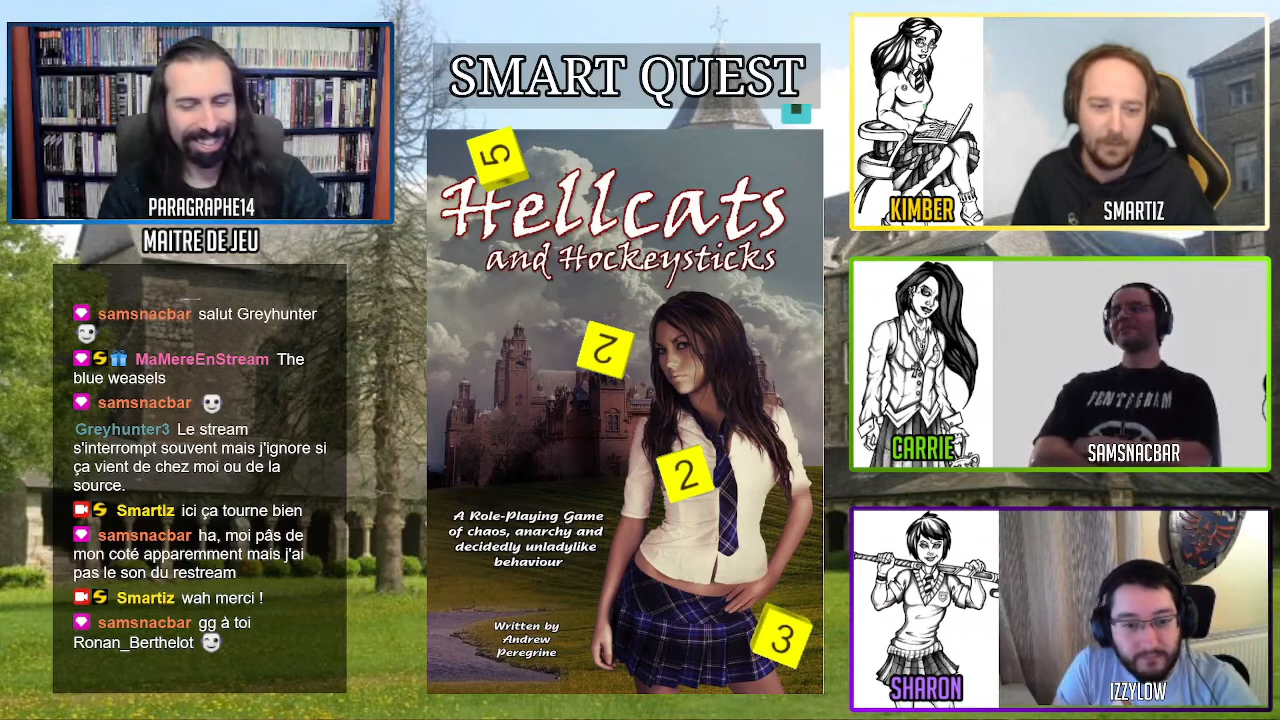 SMART QUEST
PARAGRAPHE14
MAITRE DE JEU
samsnacbar salut Greyhunter
MaMereEnStream The
blue weasels
samsnacbar
Greyhunter3 Le stream
s'interrompt souvent mais j'ignore si
ça vient de chez moi ou de la
source.
Smartiz ici ça tourne bien
samsnacbar ha, moi pâs de
mon coté apparemment mais j'ai
pas le son du restream
Smartiz wah merci !
samsnacbar gg à toi
Ronan_Berthelot
5
Hellcats
and Hockeysticks
2
2
3
A Role-Playing Game
of chaos, anarchy and
decidedly unladylike
behaviour
Written by
Andrew
Peregrine
KIMBER
SMARTIZ
CARRIE
SAMSNACBAR
SHARON
IZZYLOW